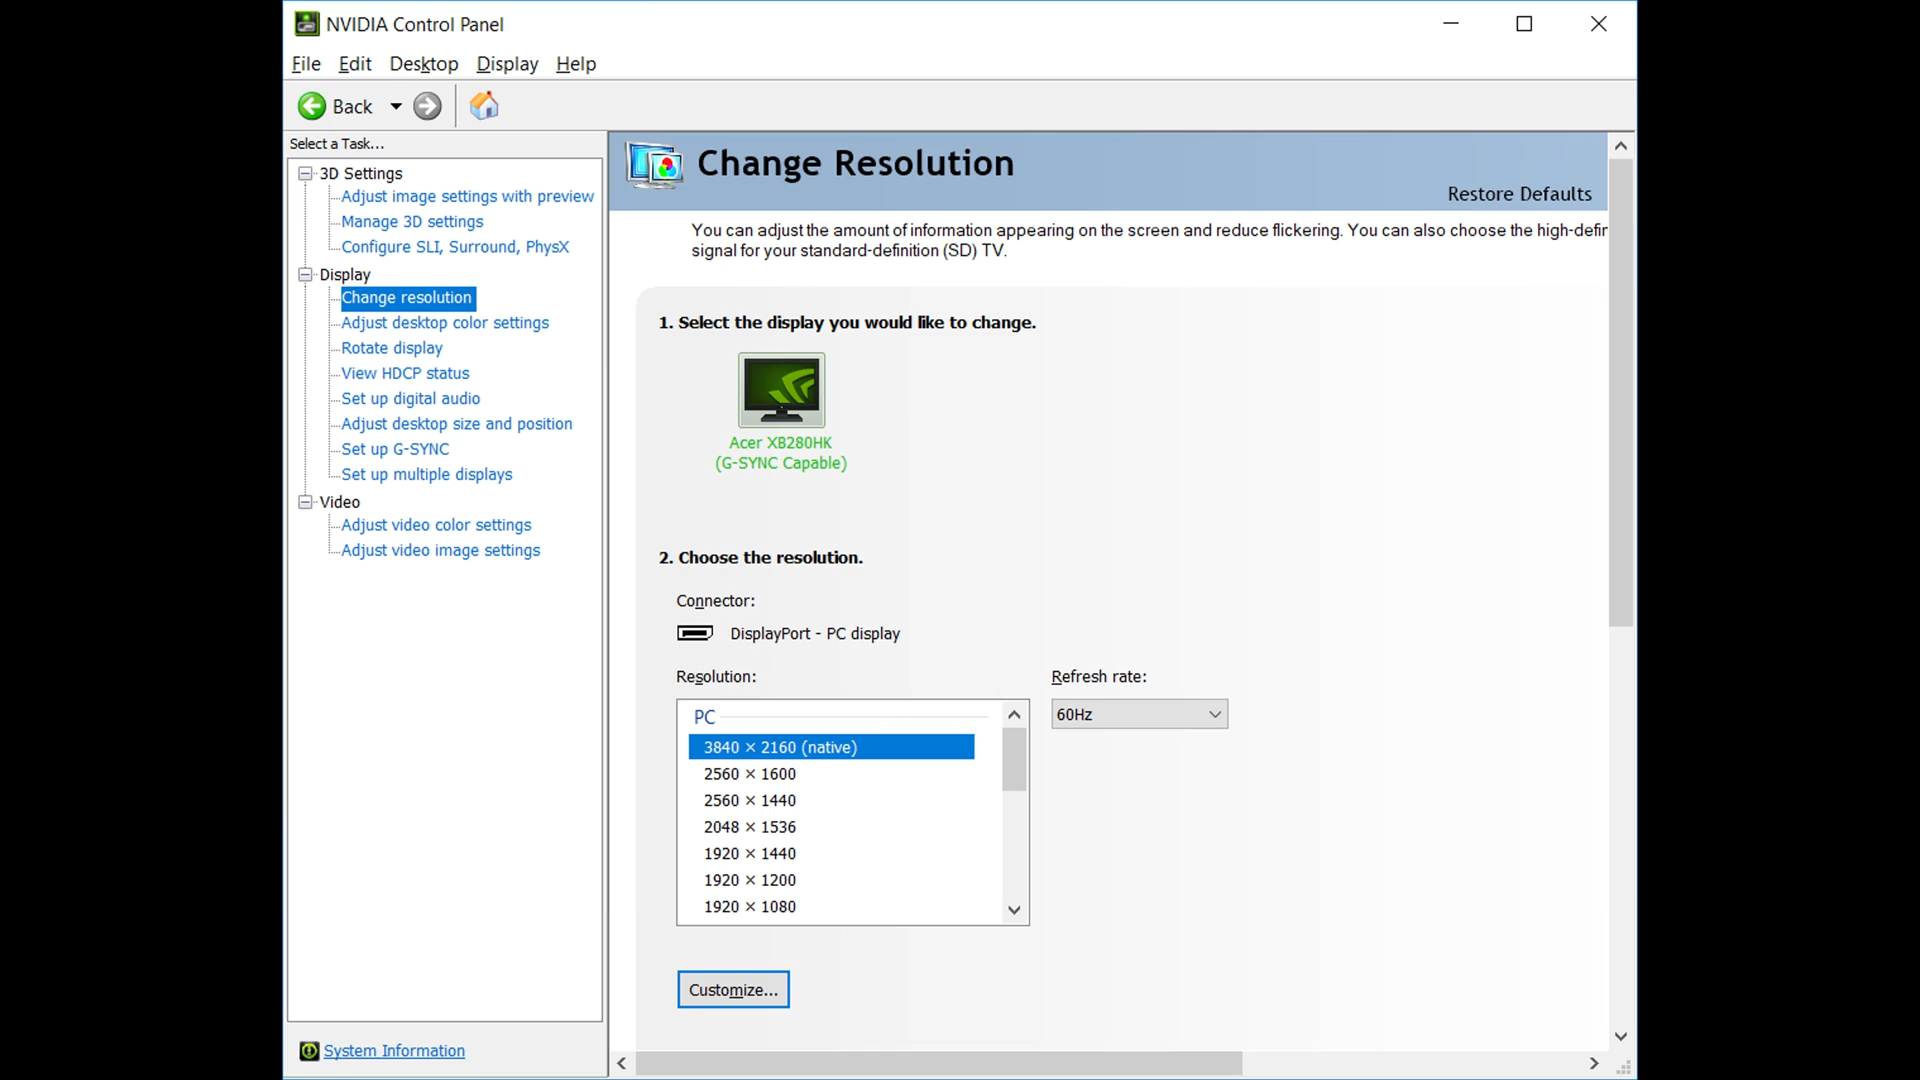 NVIDIA Control Panel
File Edit Desktop Display Help
Back
Select a Task...
3D Settings
Adjust image settings with preview
Manage 3D settings
Configure SLI, Surround, PhysX
Display
Change resolution
Adjust desktop color settings
Rotate display
View HDCP status
Set up digital audio
Adjust desktop size and position
Set up G-SYNC
Set up multiple displays
Video
Adjust video color settings
Adjust video image settings
System Information
Change Resolution
Restore Defaults
You can adjust the amount of information appearing on the screen and reduce flickering. You can also choose the high-defin
signal for your standard-definition (SD) TV.
1. Select the display you would like to change.
Acer XB280HK
(G-SYNC Capable)
2. Choose the resolution.
Connector:
DisplayPort - PC display
Resolution:
Refresh rate:
PC
60Hz
3840 × 2160 (native)
2560 × 1600
2560 × 1440
2048 × 1536
1920 × 1440
1920 × 1200
1920 × 1080
Customize...